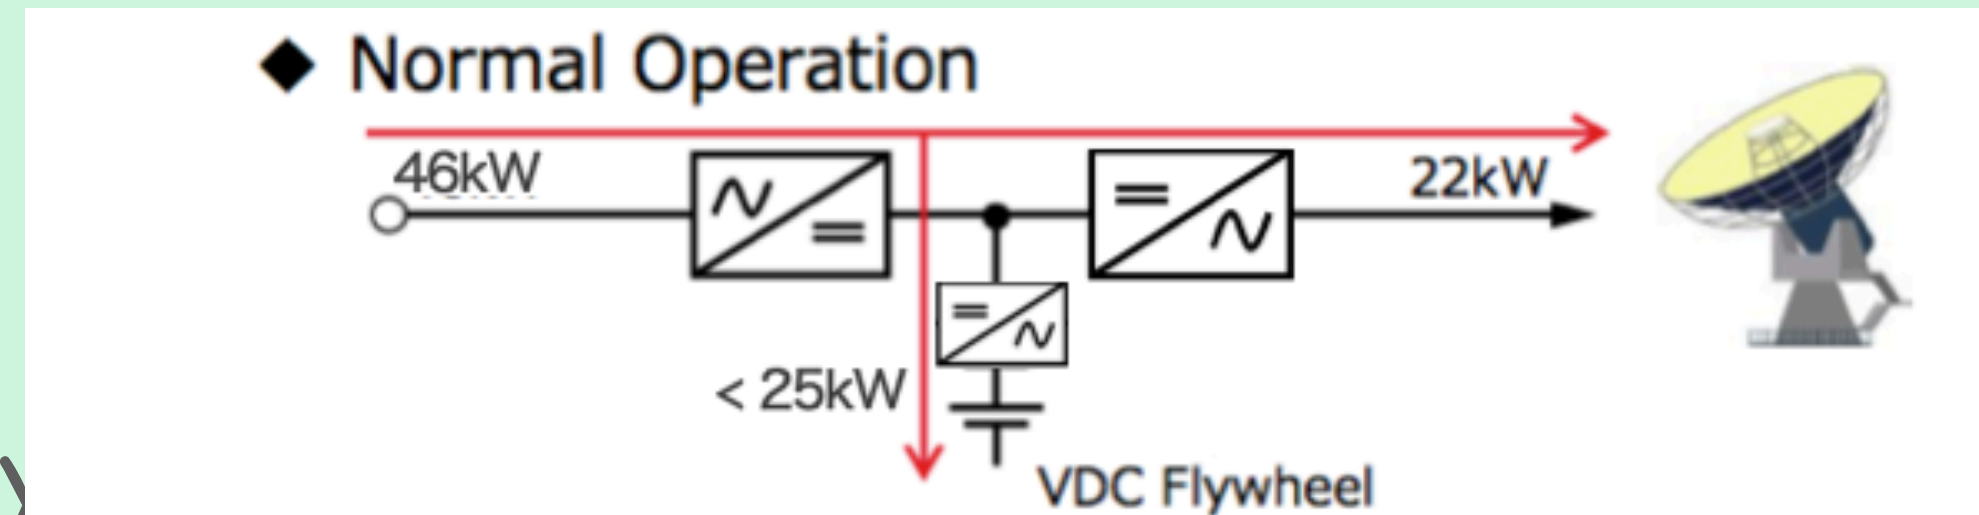 ◆ Normal Operation
46kW
22kW
< 25kW
VDC Flywheel